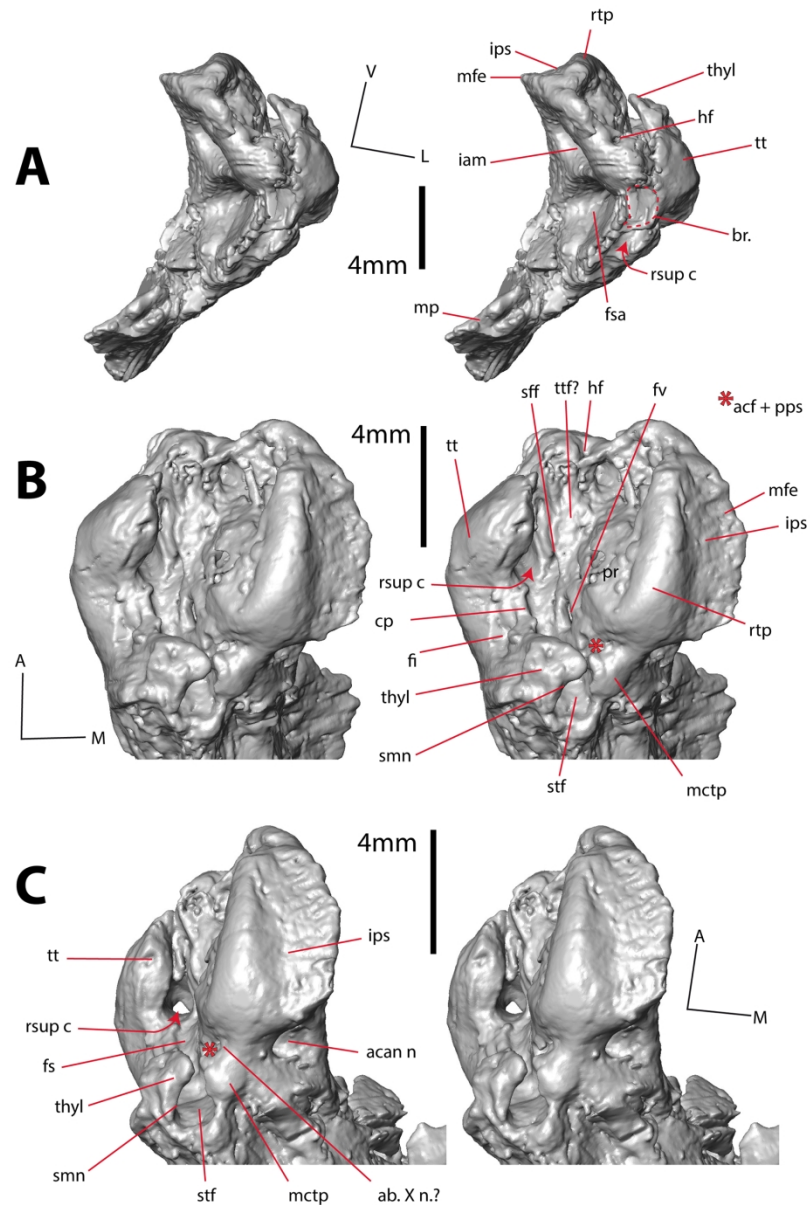 rtp
ips
mfe
thyl
V
hf
tt
A
iam
L
4mm
br.
rsup c
mp
fsa
4mm
sff
ttf?
hf
fv
acf + pps
tt
B
mfe
ips
rsup c
pr
cp
rtp
A
fi
thyl
M
smn
stf
mctp
4mm
C
ips
A
tt
M
rsup c
acan n
fs
thyl
smn
stf
mctp
ab. X n.?